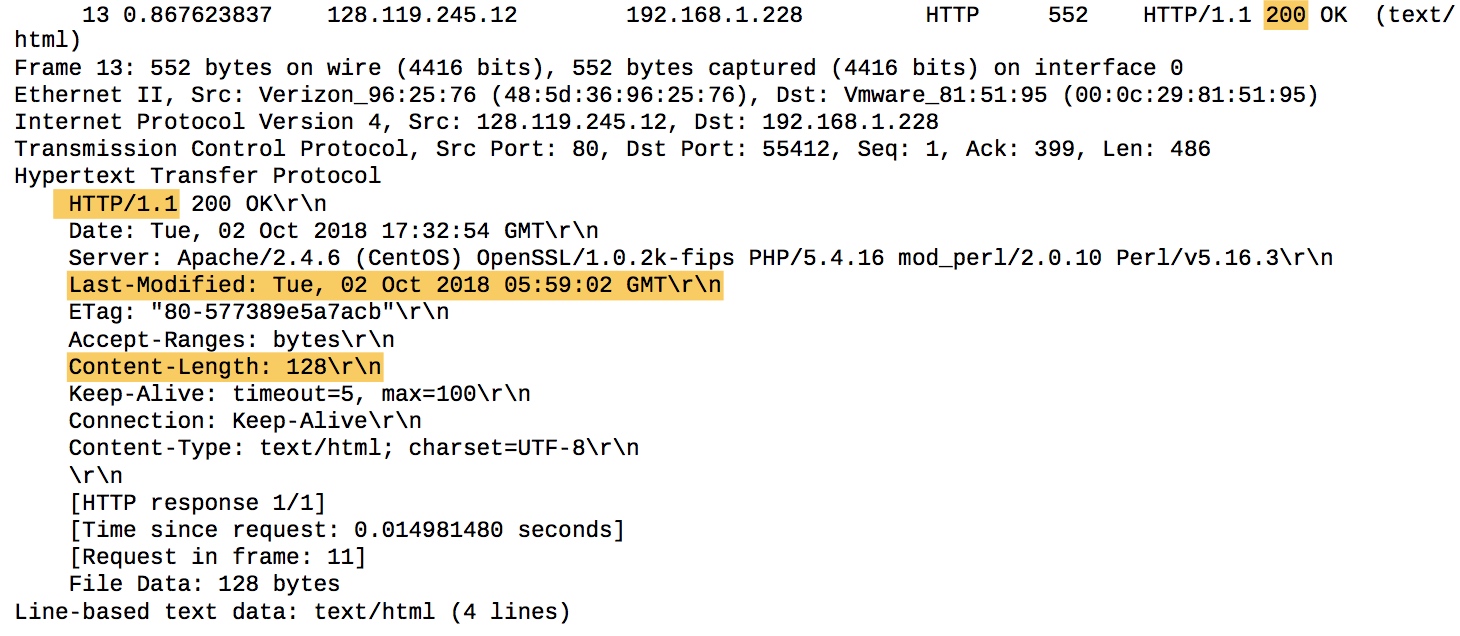 13 0.867623837 128.119.245.12 192.168.1.228 HTTP 552 HTTP/1.1 200 OK (text/
html)
Frame 13: 552 bytes on wire (4416 bits), 552 bytes captured (4416 bits) on interface 0
Ethernet II, Src: Verizon_96:25:76 (48:5d:36:96:25:76), Dst: Vmware_81:51:95 (00:0c:29:81:51:95)
Internet Protocol Version 4, Src: 128.119.245.12, Dst: 192.168.1.228
Transmission Control Protocol, Src Port: 80, Dst Port: 55412, Seq: 1, Ack: 399, Len: 486
Hypertext Transfer Protocol
HTTP/1.1 200 OK\r\n
Date: Tue, 02 Oct 2018 17:32:54 GMT\r\n
Server: Apache/2.4.6 (CentOS) OpenSSL/1.0.2k-fips PHP/5.4.16 mod_perl/2.0.10 Perl/v5.16.3\r\n
Last-Modified: Tue, 02 Oct 2018 05:59:02 GMT\r\n
ETag: "80-577389e5a7acb"\r\n
Accept-Ranges: bytes\r\n
Content-Length: 128\r\n
Keep-Alive: timeout=5, max=100\r\n
Connection: Keep-Alive\r\n
Content-Type: text/html; charset=UTF-8\r\n
\r\n
[HTTP response 1/1]
[Time since request: 0.014981480 seconds]
[Request in frame: 11]
File Data: 128 bytes
Line-based text data: text/html (4 lines)